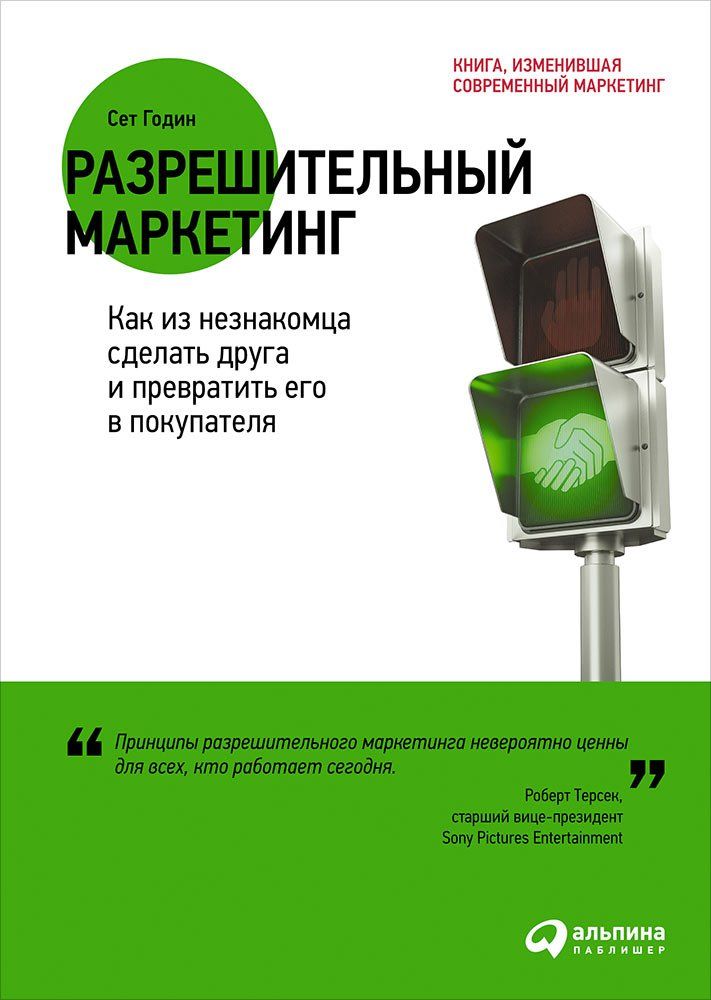 КНИГА, ИЗМЕНИВШАЯ
СОВРЕМЕННЫЙ МАРКЕТИНГ
Сет Годин
РАЗРЕШИТЕЛЬНЫЙ
МАРКЕТИНГ
Как из незнакомца
сделать друга
и превратить его
в покупателя
“ Принципы разрешительного маркетинга невероятно ценны
для всех, кто работает сегодня. ”
Роберт Терсек,
старший вице-президент
Sony Pictures Entertainment
альпина
ПАБЛИШЕР